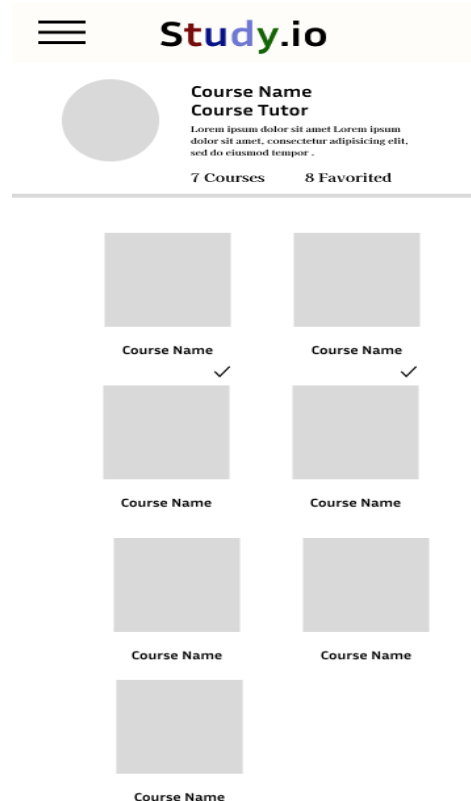 Study.io
Course Name
Course Tutor
Lorem ipsum dolor sit amet Lorem ipsum
dolor sit amet, consectetur adipisicing elit,
sed do eiusmod tempor .
7 Courses 8 Favorited
Course Name Course Name
Course Name Course Name
Course Name Course Name
Course Name